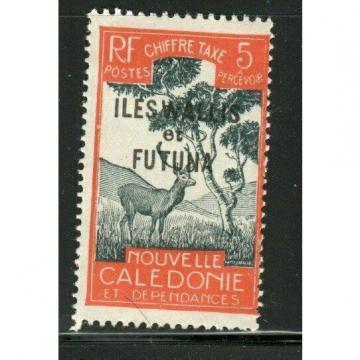 RF CHIFFRE TAXE 5
POSTES A PERCEVOIR
ILES WALLIS
et
FUTUNA
NOUVELLE
CALEDONIE
ET DEPENDANCES